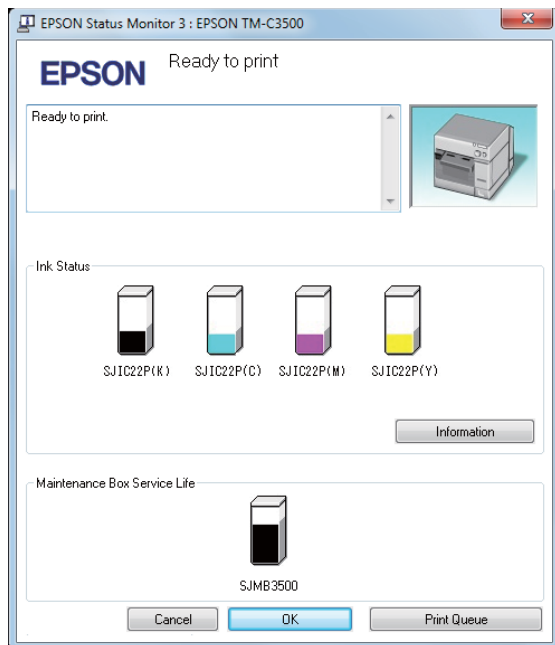 EPSON Status Monitor 3 : EPSON TM-C3500
EPSON
Ready to print
Ready to print.
Ink Status
SJIC22P(K) SJIC22P(C) SJIC22P(M) SJIC22P(Y)
Information
Maintenance Box Service Life
SJMB3500
Cancel OK Print Queue